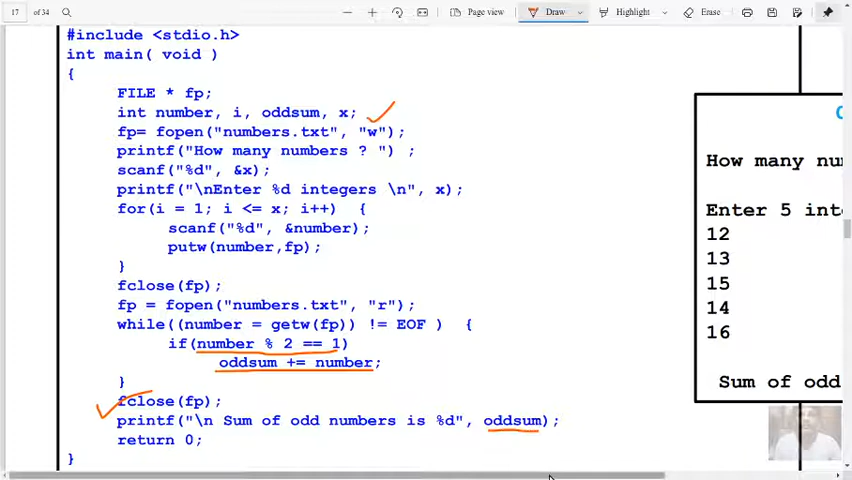 17 of 34 Page view Draw Highlight Erase
#include <stdio.h>
int main( void )
{
FILE * fp;
int number, i, oddsum, x;
fp= fopen("numbers.txt", "w");
printf("How many numbers ? ") ;
scanf("%d", &x);
printf("\nEnter %d integers \n", x);
for(i = 1; i <= x; i++) {
scanf("%d", &number);
putw(number,fp);
}
fclose(fp);
fp = fopen("numbers.txt", "r");
while((number = getw(fp)) != EOF ) {
if(number % 2 == 1)
oddsum += number;
}
fclose(fp);
printf("\n Sum of odd numbers is %d", oddsum);
return 0;
}
How many nu
Enter 5 int
12
13
15
14
16
Sum of odd